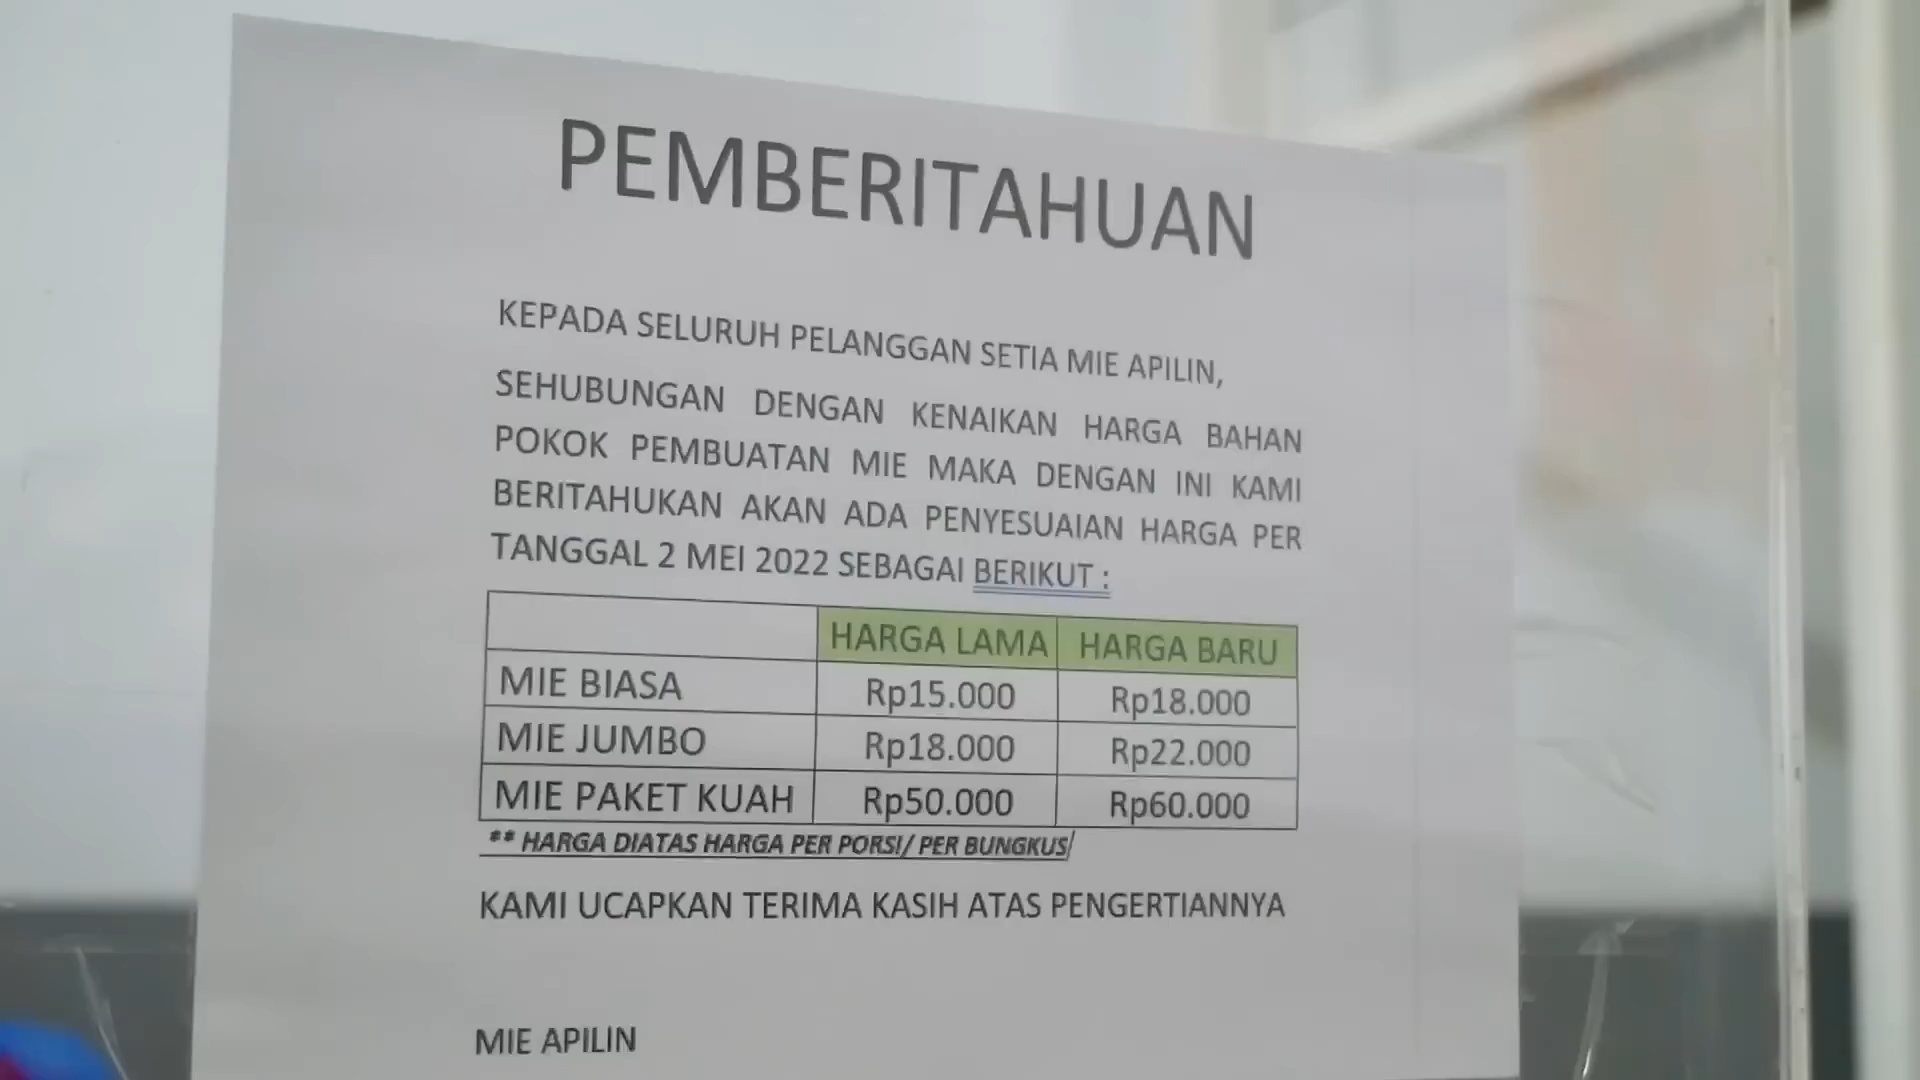 PEMBERITAHUAN
KEPADA SELURUH PELANGGAN SETIA MIE APILIN,
SEHUBUNGAN DENGAN KENAIKAN HARGA BAHAN
POKOK PEMBUATAN MIE MAKA DENGAN INI KAMI
BERITAHUKAN AKAN ADA PENYESUAIAN HARGA PER
TANGGAL 2 MEI 2022 SEBAGAI BERIKUT :
HARGA LAMA HARGA BARU
MIE BIASA Rp15.000 Rp18.000
MIE JUMBO Rp18.000 Rp22.000
MIE PAKET KUAH Rp50.000 Rp60.000
** HARGA DIATAS HARGA PER PORSI/ PER BUNGKUS
KAMI UCAPKAN TERIMA KASIH ATAS PENGERTIANNYA
MIE APILIN